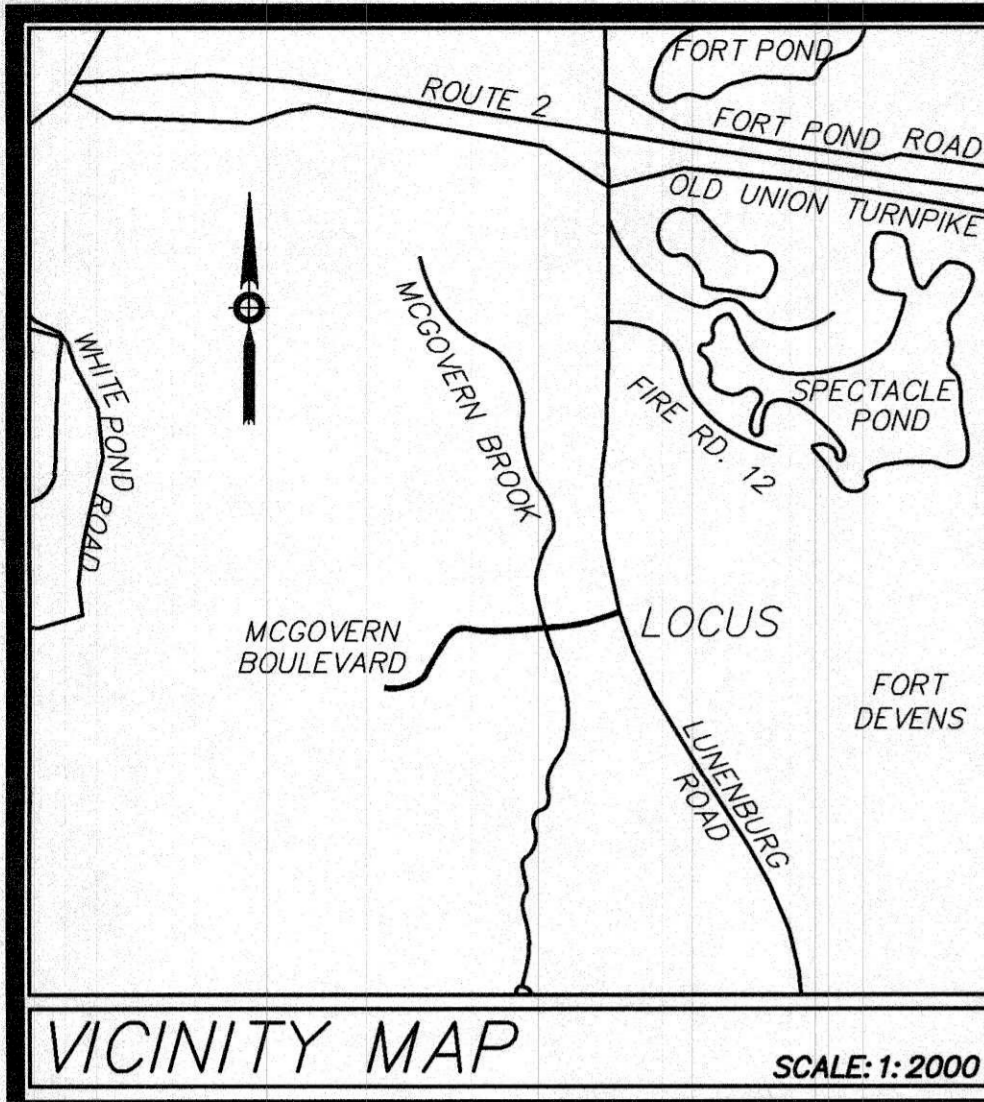 FORT POND
ROUTE 2
FORT POND ROAD
OLD UNION TURNPIKE
MCGOVERN BROOK
WHITE POND ROAD
FIRE RD. 12
SPECTACLE
POND
MCGOVERN
BOULEVARD
LOCUS
FORT
DEVENS
LUNENBURG
ROAD
VICINITY MAP
SCALE: 1: 2000